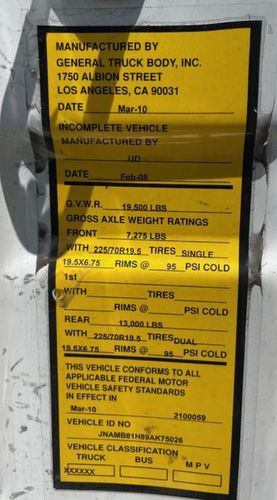 MANUFACTURED BY
GENERAL TRUCK BODY, INC.
1750 ALBION STREET
LOS ANGELES, CA 90031
DATE Mar-10
INCOMPLETE VEHICLE
MANUFACTURED BY
UD
DATE Feb-08
G.V.W.R. 19,500 LBS
GROSS AXLE WEIGHT RATINGS
FRONT 7,275 LBS
WITH 225/70R19.5 TIRES SINGLE
19.5X6.75 RIMS @ 95 PSI COLD
1st
WITH TIRES
RIMS @ PSI COLD
REAR 13,000 LBS
WITH 225/70R19.5 TIRES DUAL
19.5X6.75 RIMS @ 95 PSI COLD
THIS VEHICLE CONFORMS TO ALL
APPLICABLE FEDERAL MOTOR
VEHICLE SAFETY STANDARDS
IN EFFECT IN
Mar-10 2100059
VEHICLE ID NO
JNAMB81H89AK75026
VEHICLE CLASSIFICATION
TRUCK BUS M P V
XXXXXX